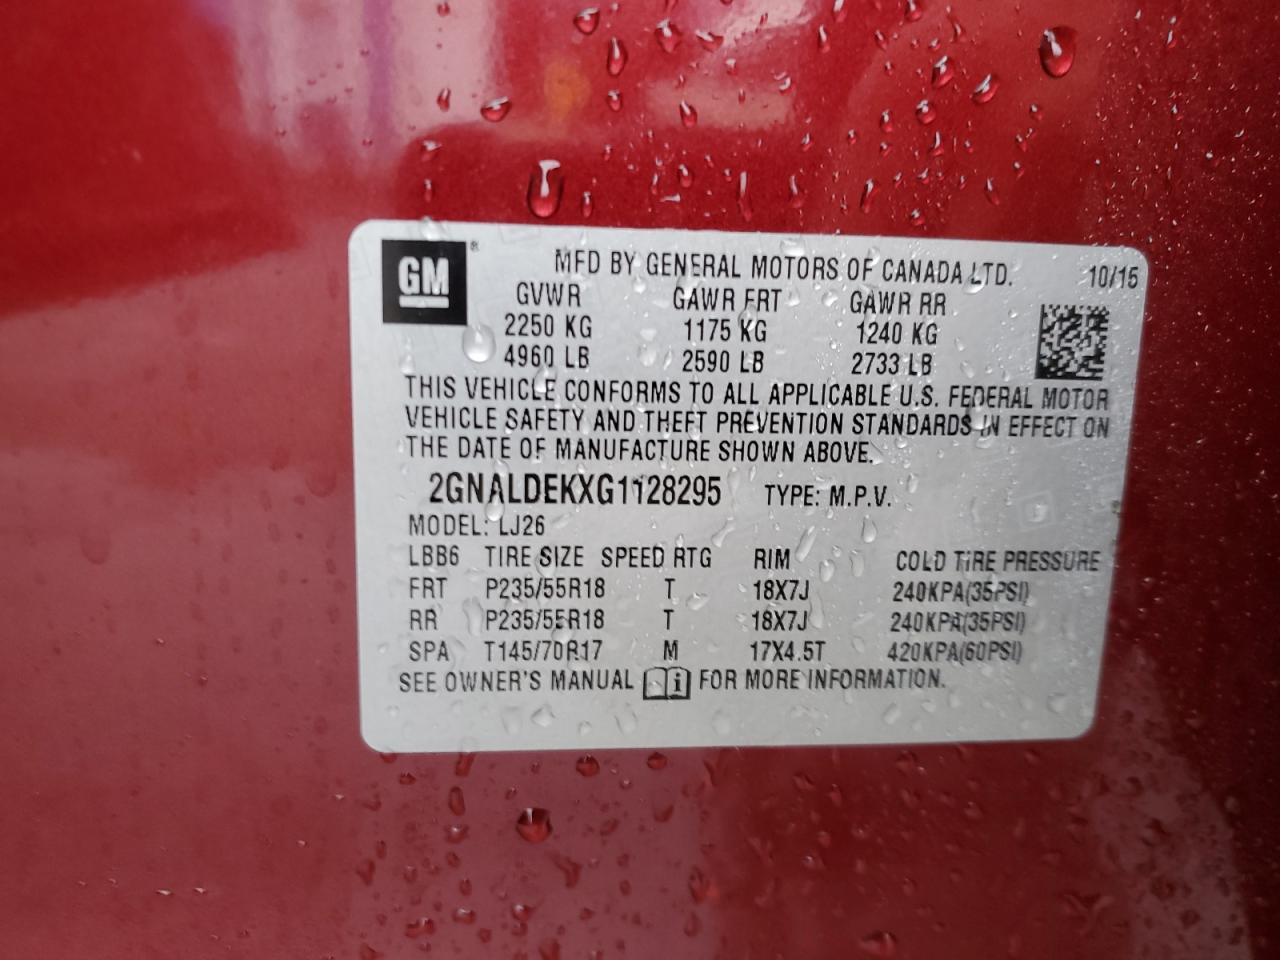 GM ®
MFD BY GENERAL MOTORS OF CANADA LTD. 10/15
GVWR GAWR FRT GAWR RR
2250 KG 1175 KG 1240 KG
4960 LB 2590 LB 2733 LB
THIS VEHICLE CONFORMS TO ALL APPLICABLE U.S. FEDERAL MOTOR
VEHICLE SAFETY AND THEFT PREVENTION STANDARDS IN EFFECT ON
THE DATE OF MANUFACTURE SHOWN ABOVE.
2GNALDEKXG1128295 TYPE: M.P.V.
MODEL: LJ26
LBB6 TIRE SIZE SPEED RTG RIM COLD TIRE PRESSURE
FRT P235/55R18 T 18X7J 240KPA(35PSI)
RR P235/55R18 T 18X7J 240KPA(35PSI)
SPA T145/70R17 M 17X4.5T 420KPA(60PSI)
SEE OWNER'S MANUAL i FOR MORE INFORMATION.